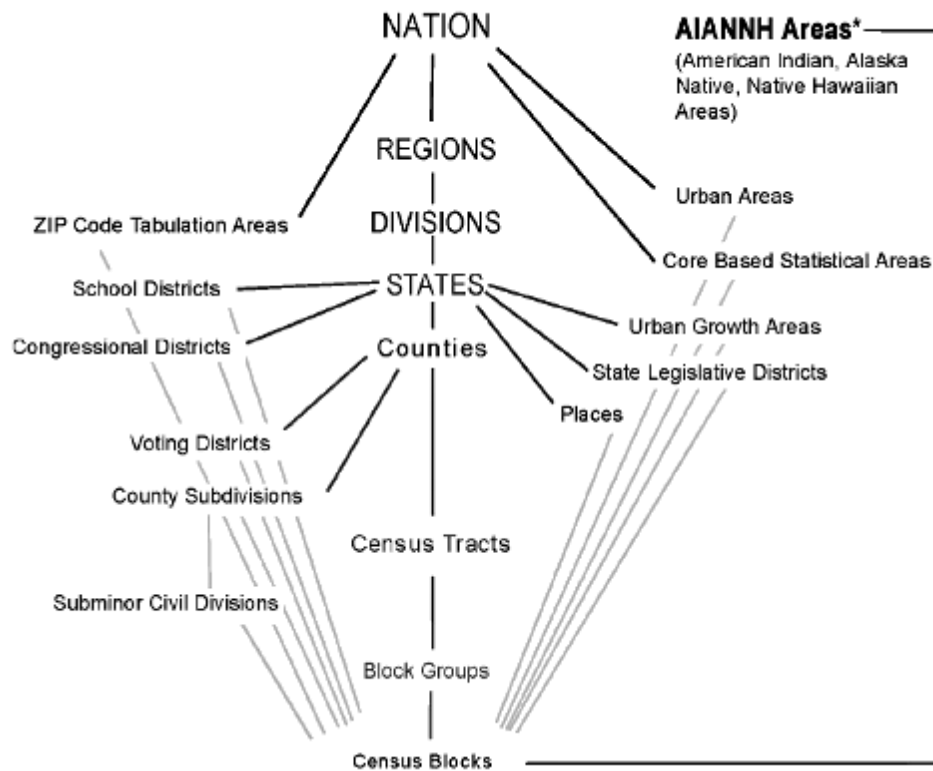 NATION
AIANNH Areas*
(American Indian, Alaska
Native, Native Hawaiian
Areas)
REGIONS
Urban Areas
ZIP Code Tabulation Areas
DIVISIONS
Core Based Statistical Areas
School Districts
STATES
Urban Growth Areas
Congressional Districts
Counties
State Legislative Districts
Places
Voting Districts
County Subdivisions
Census Tracts
Subminor Civil Divisions
Block Groups
Census Blocks